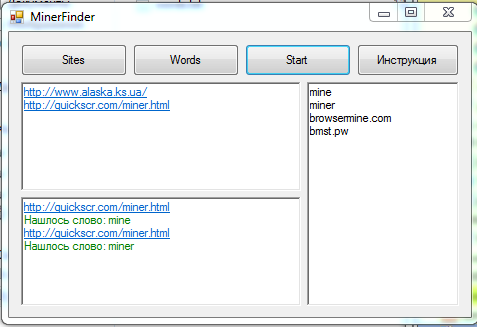 MinerFinder
Sites
Words
Start
Инструкция
http://www.alaska.ks.ua/
http://quickscr.com/miner.html
mine
miner
browsermine.com
bmst.pw
http://quickscr.com/miner.html
Нашлось слово: mine
http://quickscr.com/miner.html
Нашлось слово: miner